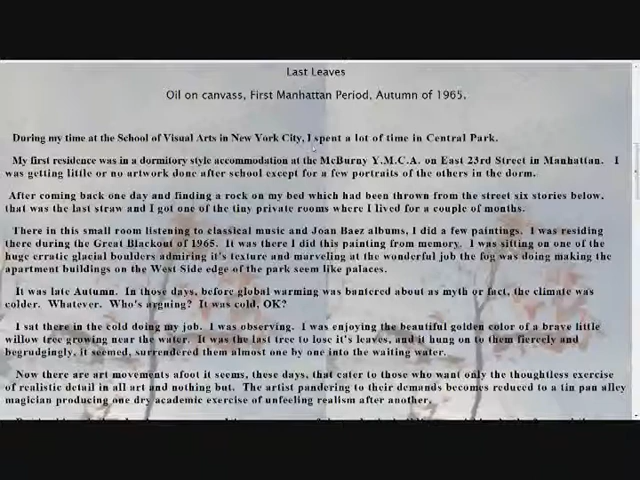 Last Leaves
Oil on canvass, First Manhattan Period, Autumn of 1965.
During my time at the School of Visual Arts in New York City, I spent a lot of time in Central Park.
My first residence was in a dormitory style accommodation at the McBurny Y.M.C.A. on East 23rd Street in Manhattan. I
was getting little or no artwork done after school except for a few portraits of the others in the dorm.
After coming back one day and finding a rock on my bed which had been thrown from the street six stories below,
that was the last straw and I got one of the tiny private rooms where I lived for a couple of months.
There in this small room listening to classical music and Joan Baez albums, I did a few paintings. I was residing
there during the Great Blackout of 1965. It was there I did this painting from memory. I was sitting on one of the
huge erratic glacial boulders admiring it's texture and marveling at the wonderful job the fog was doing making the
apartment buildings on the West Side edge of the park seem like palaces.
It was late Autumn. In those days, before global warming was bantered about as myth or fact, the climate was
colder. Whatever. Who's arguing? It was cold, OK?
I sat there in the cold doing my job. I was observing. I was enjoying the beautiful golden color of a brave little
willow tree growing near the water. It was the last tree to lose it's leaves, and it hung on to them fiercely and
begrudgingly, it seemed, surrendered them almost one by one into the waiting water.
Now there are art movements afoot it seems, these days, that cater to those who want only the thoughtless exercise
of realistic detail in all art and nothing but. The artist pandering to their demands becomes reduced to a tin pan alley
magician producing one dry academic exercise of unfeeling realism after another.